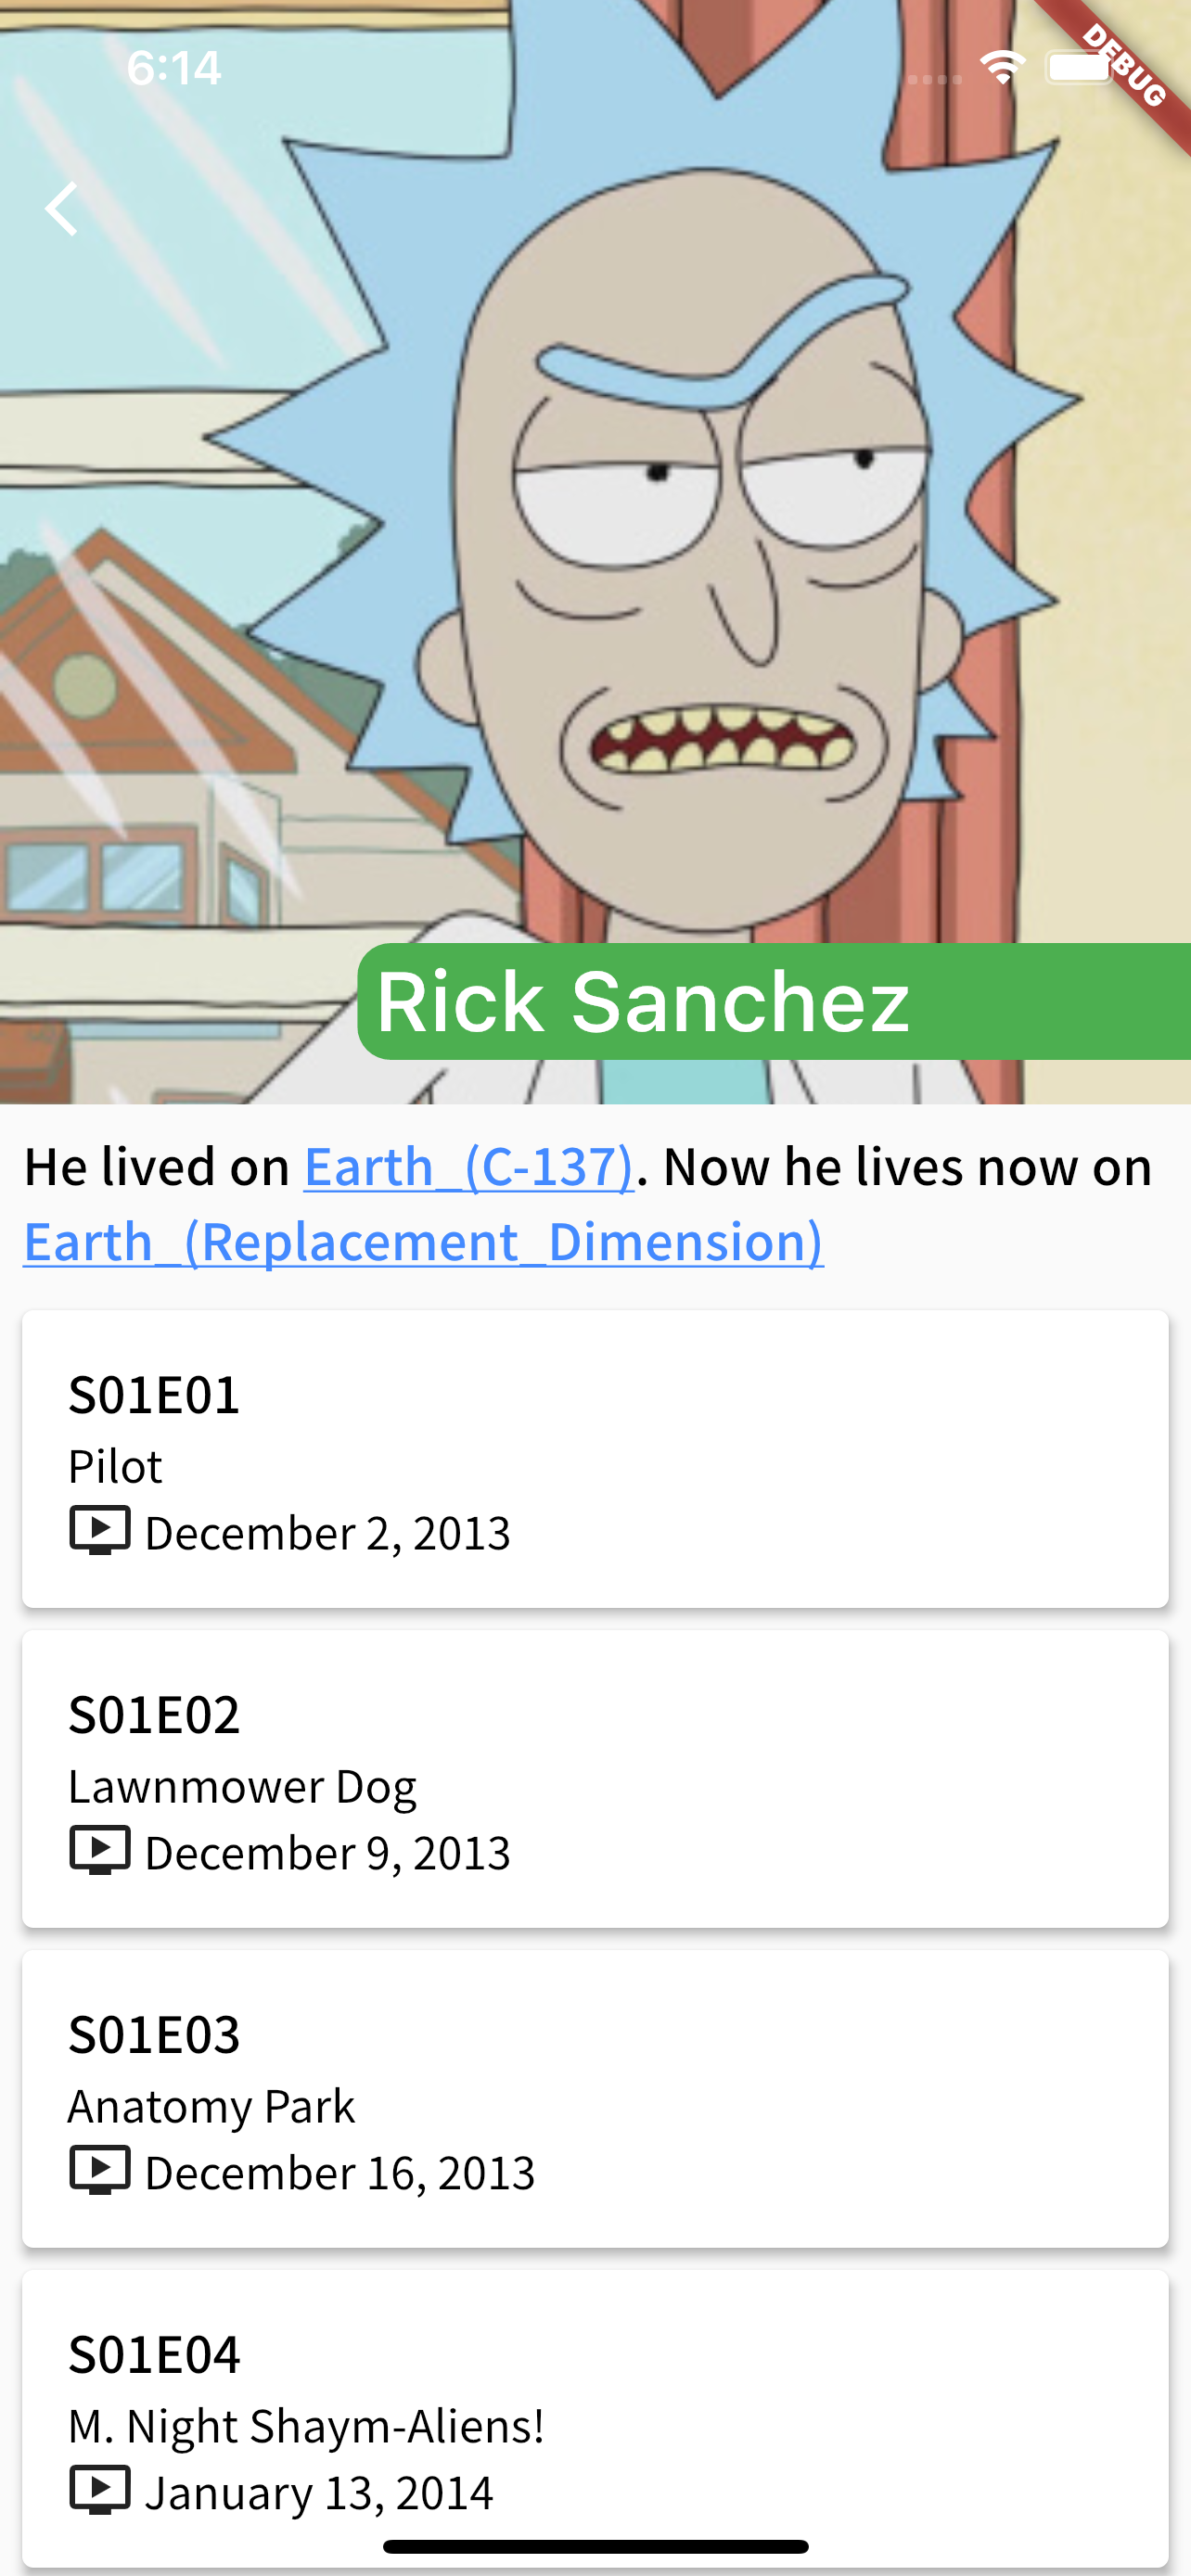 6:14
DEBUG
Rick Sanchez
He lived on Earth_(C-137). Now he lives now on
Earth_(Replacement_Dimension)
S01E01
Pilot
December 2, 2013
S01E02
Lawnmower Dog
December 9, 2013
S01E03
Anatomy Park
December 16, 2013
S01E04
M. Night Shaym-Aliens!
January 13, 2014